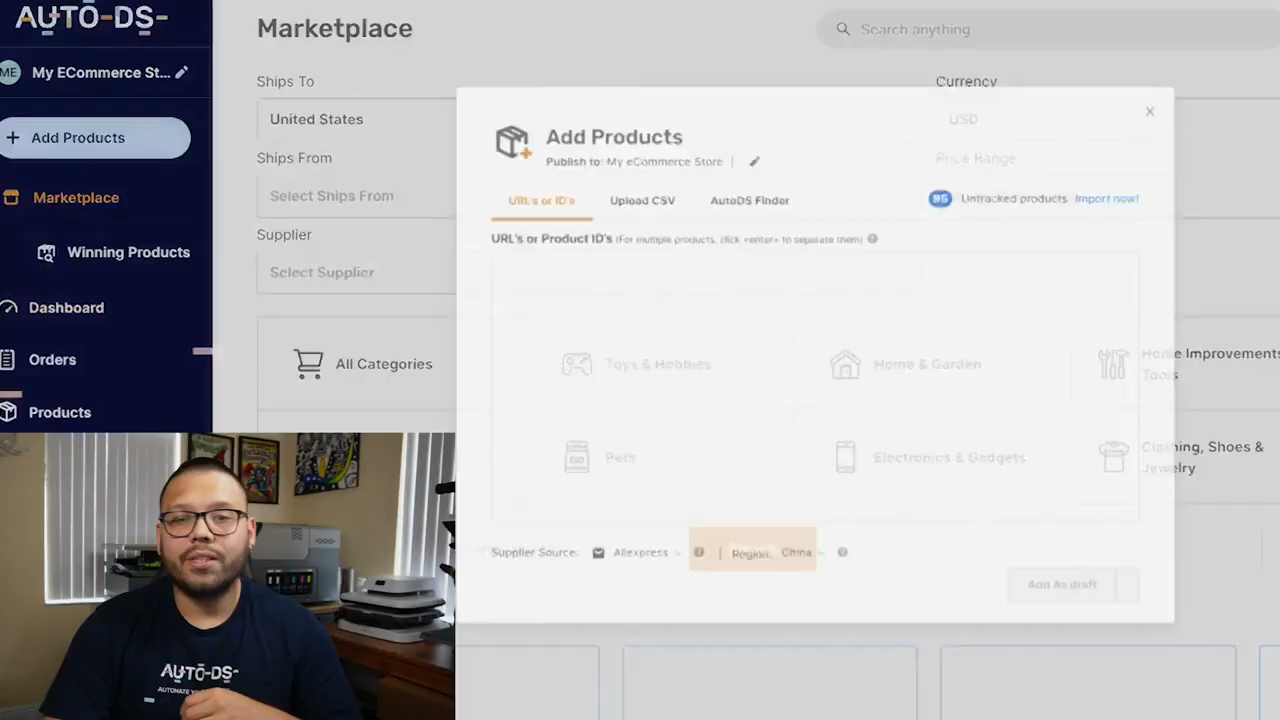 AUTO-DS-
Marketplace
Search anything
ME
My ECommerce St...
Ships To
Currency
United States
USD
+ Add Products
Add Products
Ships From
Publish to: My eCommerce Store |
Price Range
Marketplace
Select Ships From
URL's or ID's
Upload CSV
AutoDS Finder
95
Untracked products
Import now!
Supplier
URL's or Product ID's (For multiple products, click <enter> to separate them)
Winning Products
Select Supplier
Dashboard
Orders
All Categories
Toys & Hobbies
Home & Garden
Home Improvements
Tools
Products
Pets
Electronics & Gadgets
Clothing, Shoes &
Jewelry
Supplier Source:
Aliexpress
| Region:
China
Add As draft
AUTO-DS-